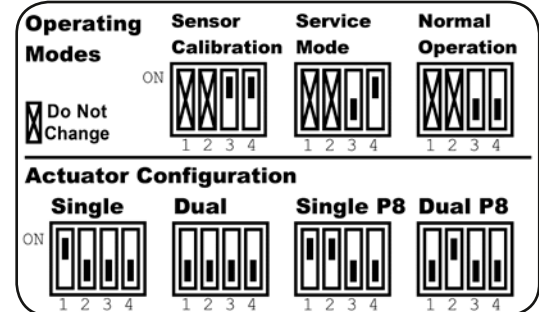 Operating Modes
Sensor Calibration
Service Mode
Normal Operation
ON
Do Not Change
1 2 3 4
1 2 3 4
1 2 3 4
Actuator Configuration
Single
Dual
Single P8
Dual P8
ON
1 2 3 4
1 2 3 4
1 2 3 4
1 2 3 4